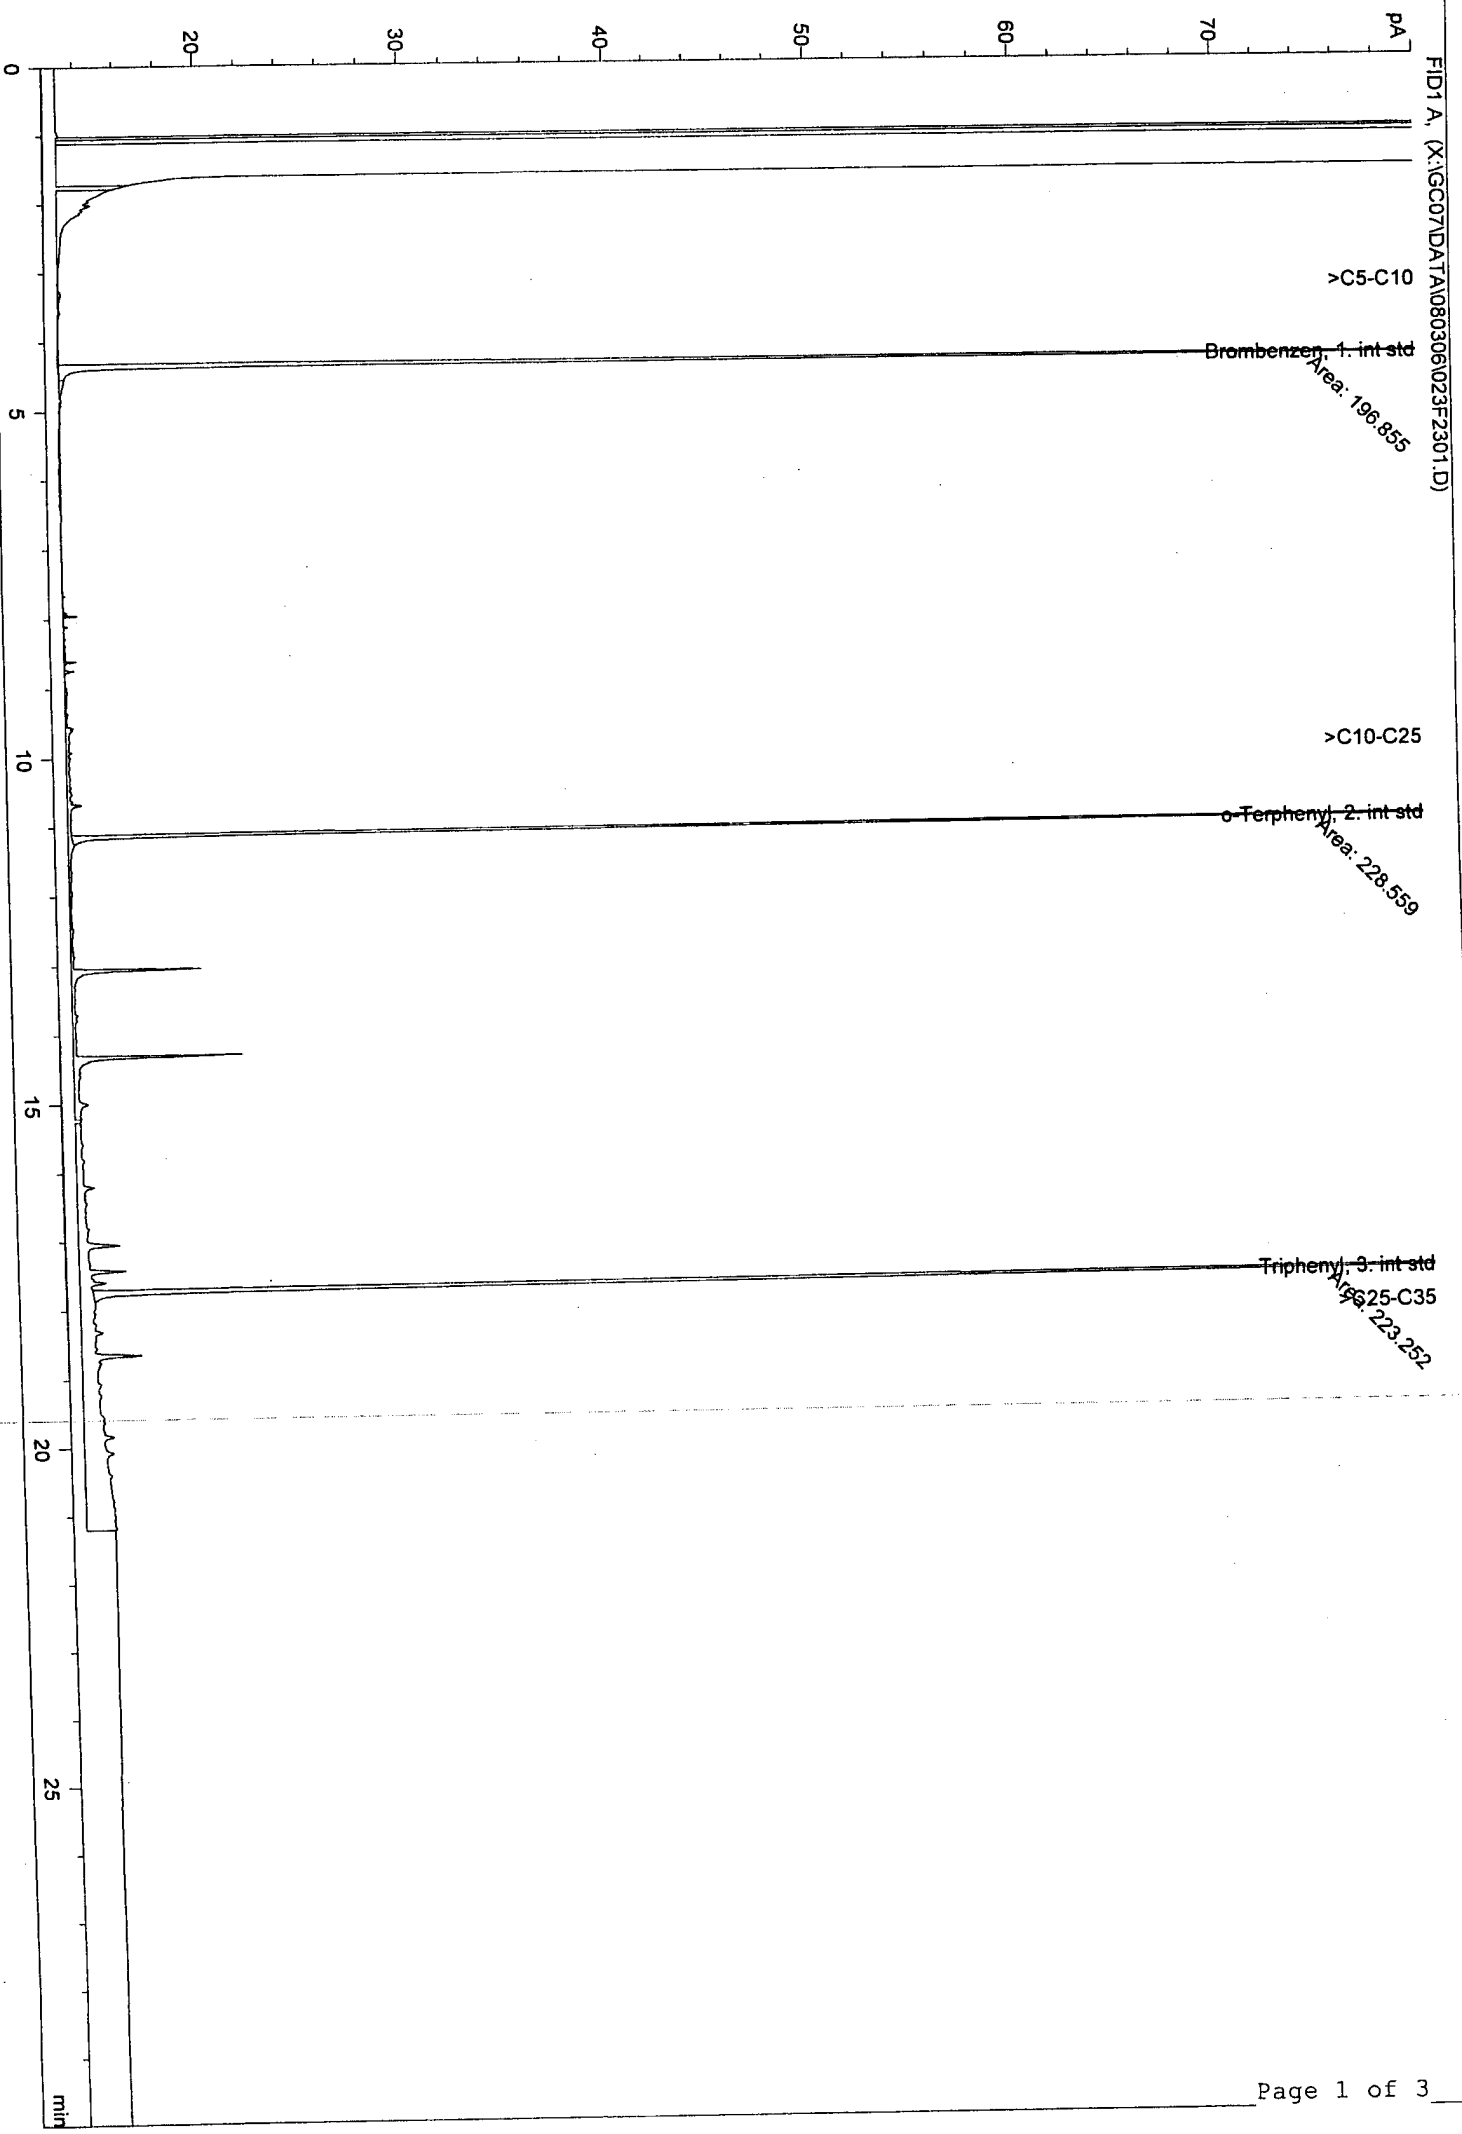 FID1 A, (X:\GC07\DATA\080306\023F2301.D)
pA
70
60
50
40
30
20
>C5-C10
Brombenzen, 1. int std
Area: 196.855
>C10-C25
o-Terphenyl, 2. int std
Area: 228.559
Triphenyl, 3. int std
Area: 223.252
>C25-C35
0
5
10
15
20
25
min
Page 1 of 3